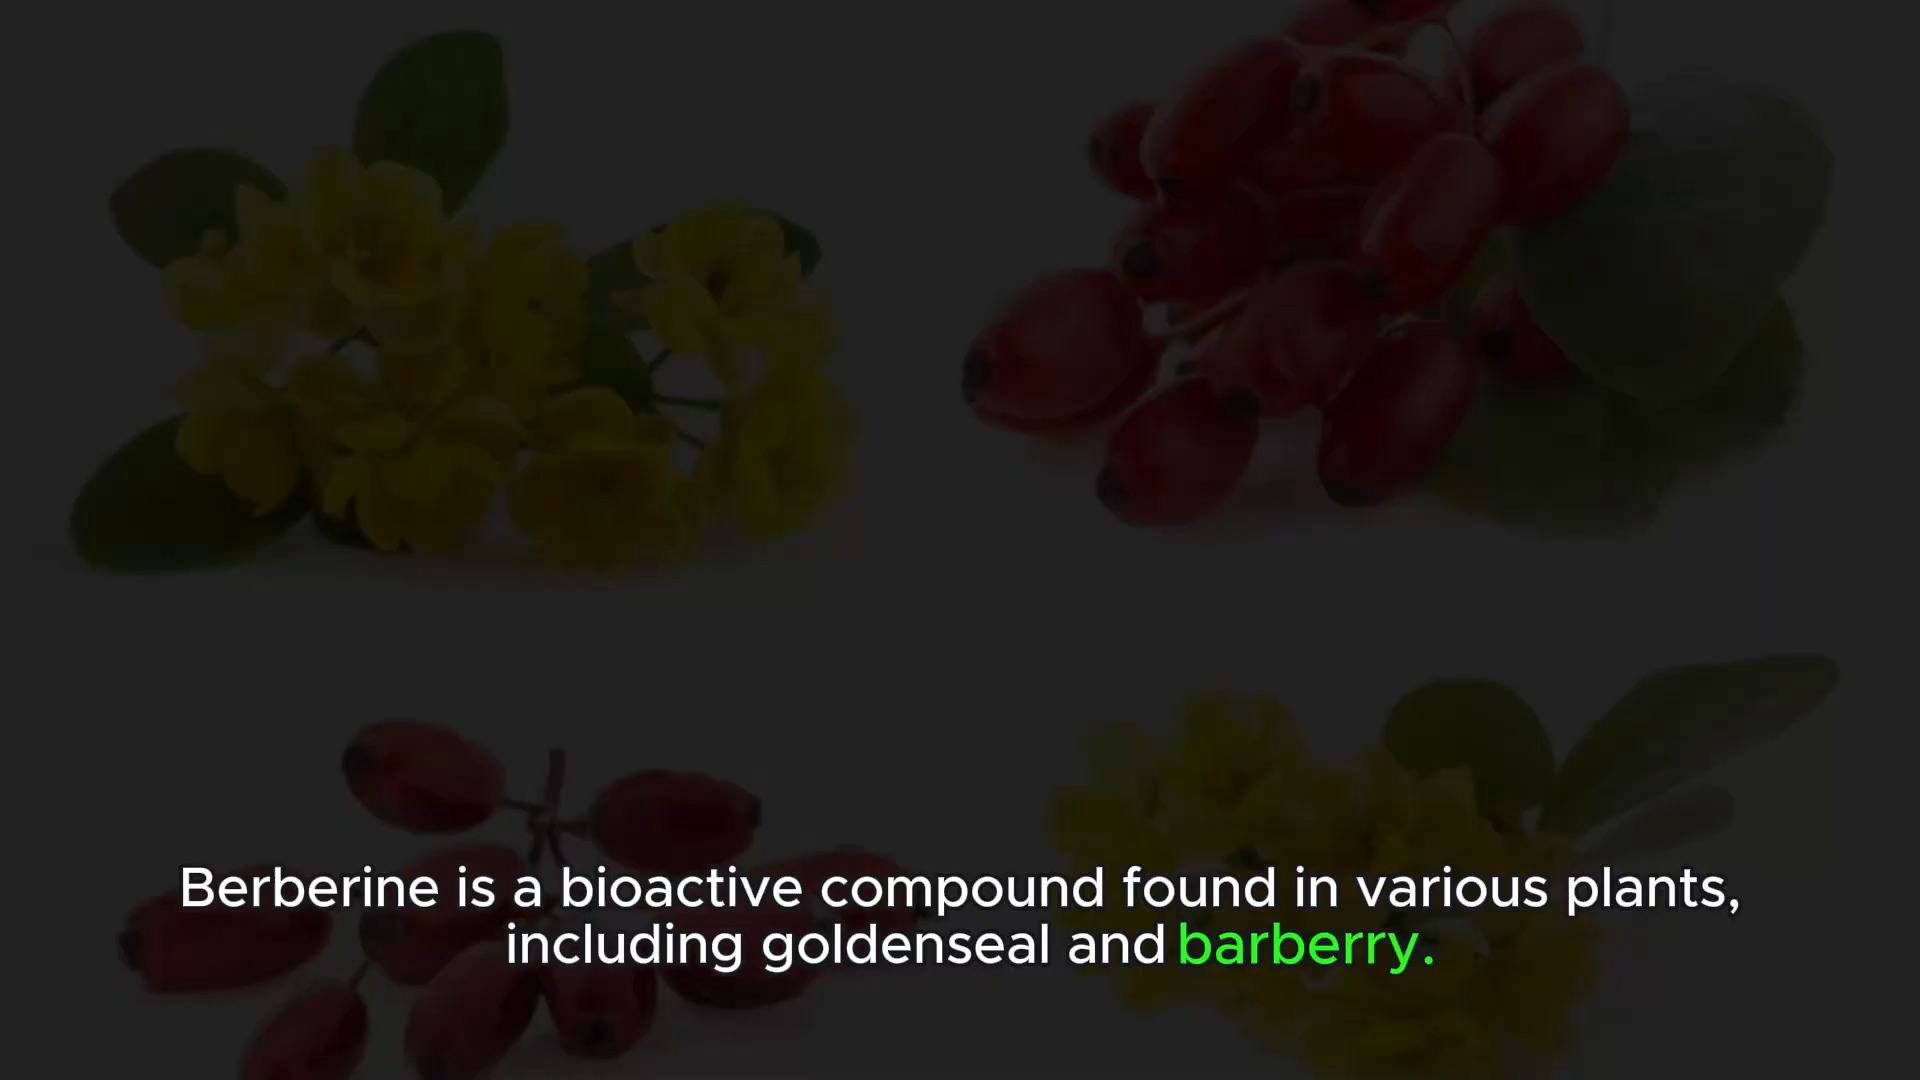 Berberine is a bioactive compound found in various plants,
including goldenseal and barberry.